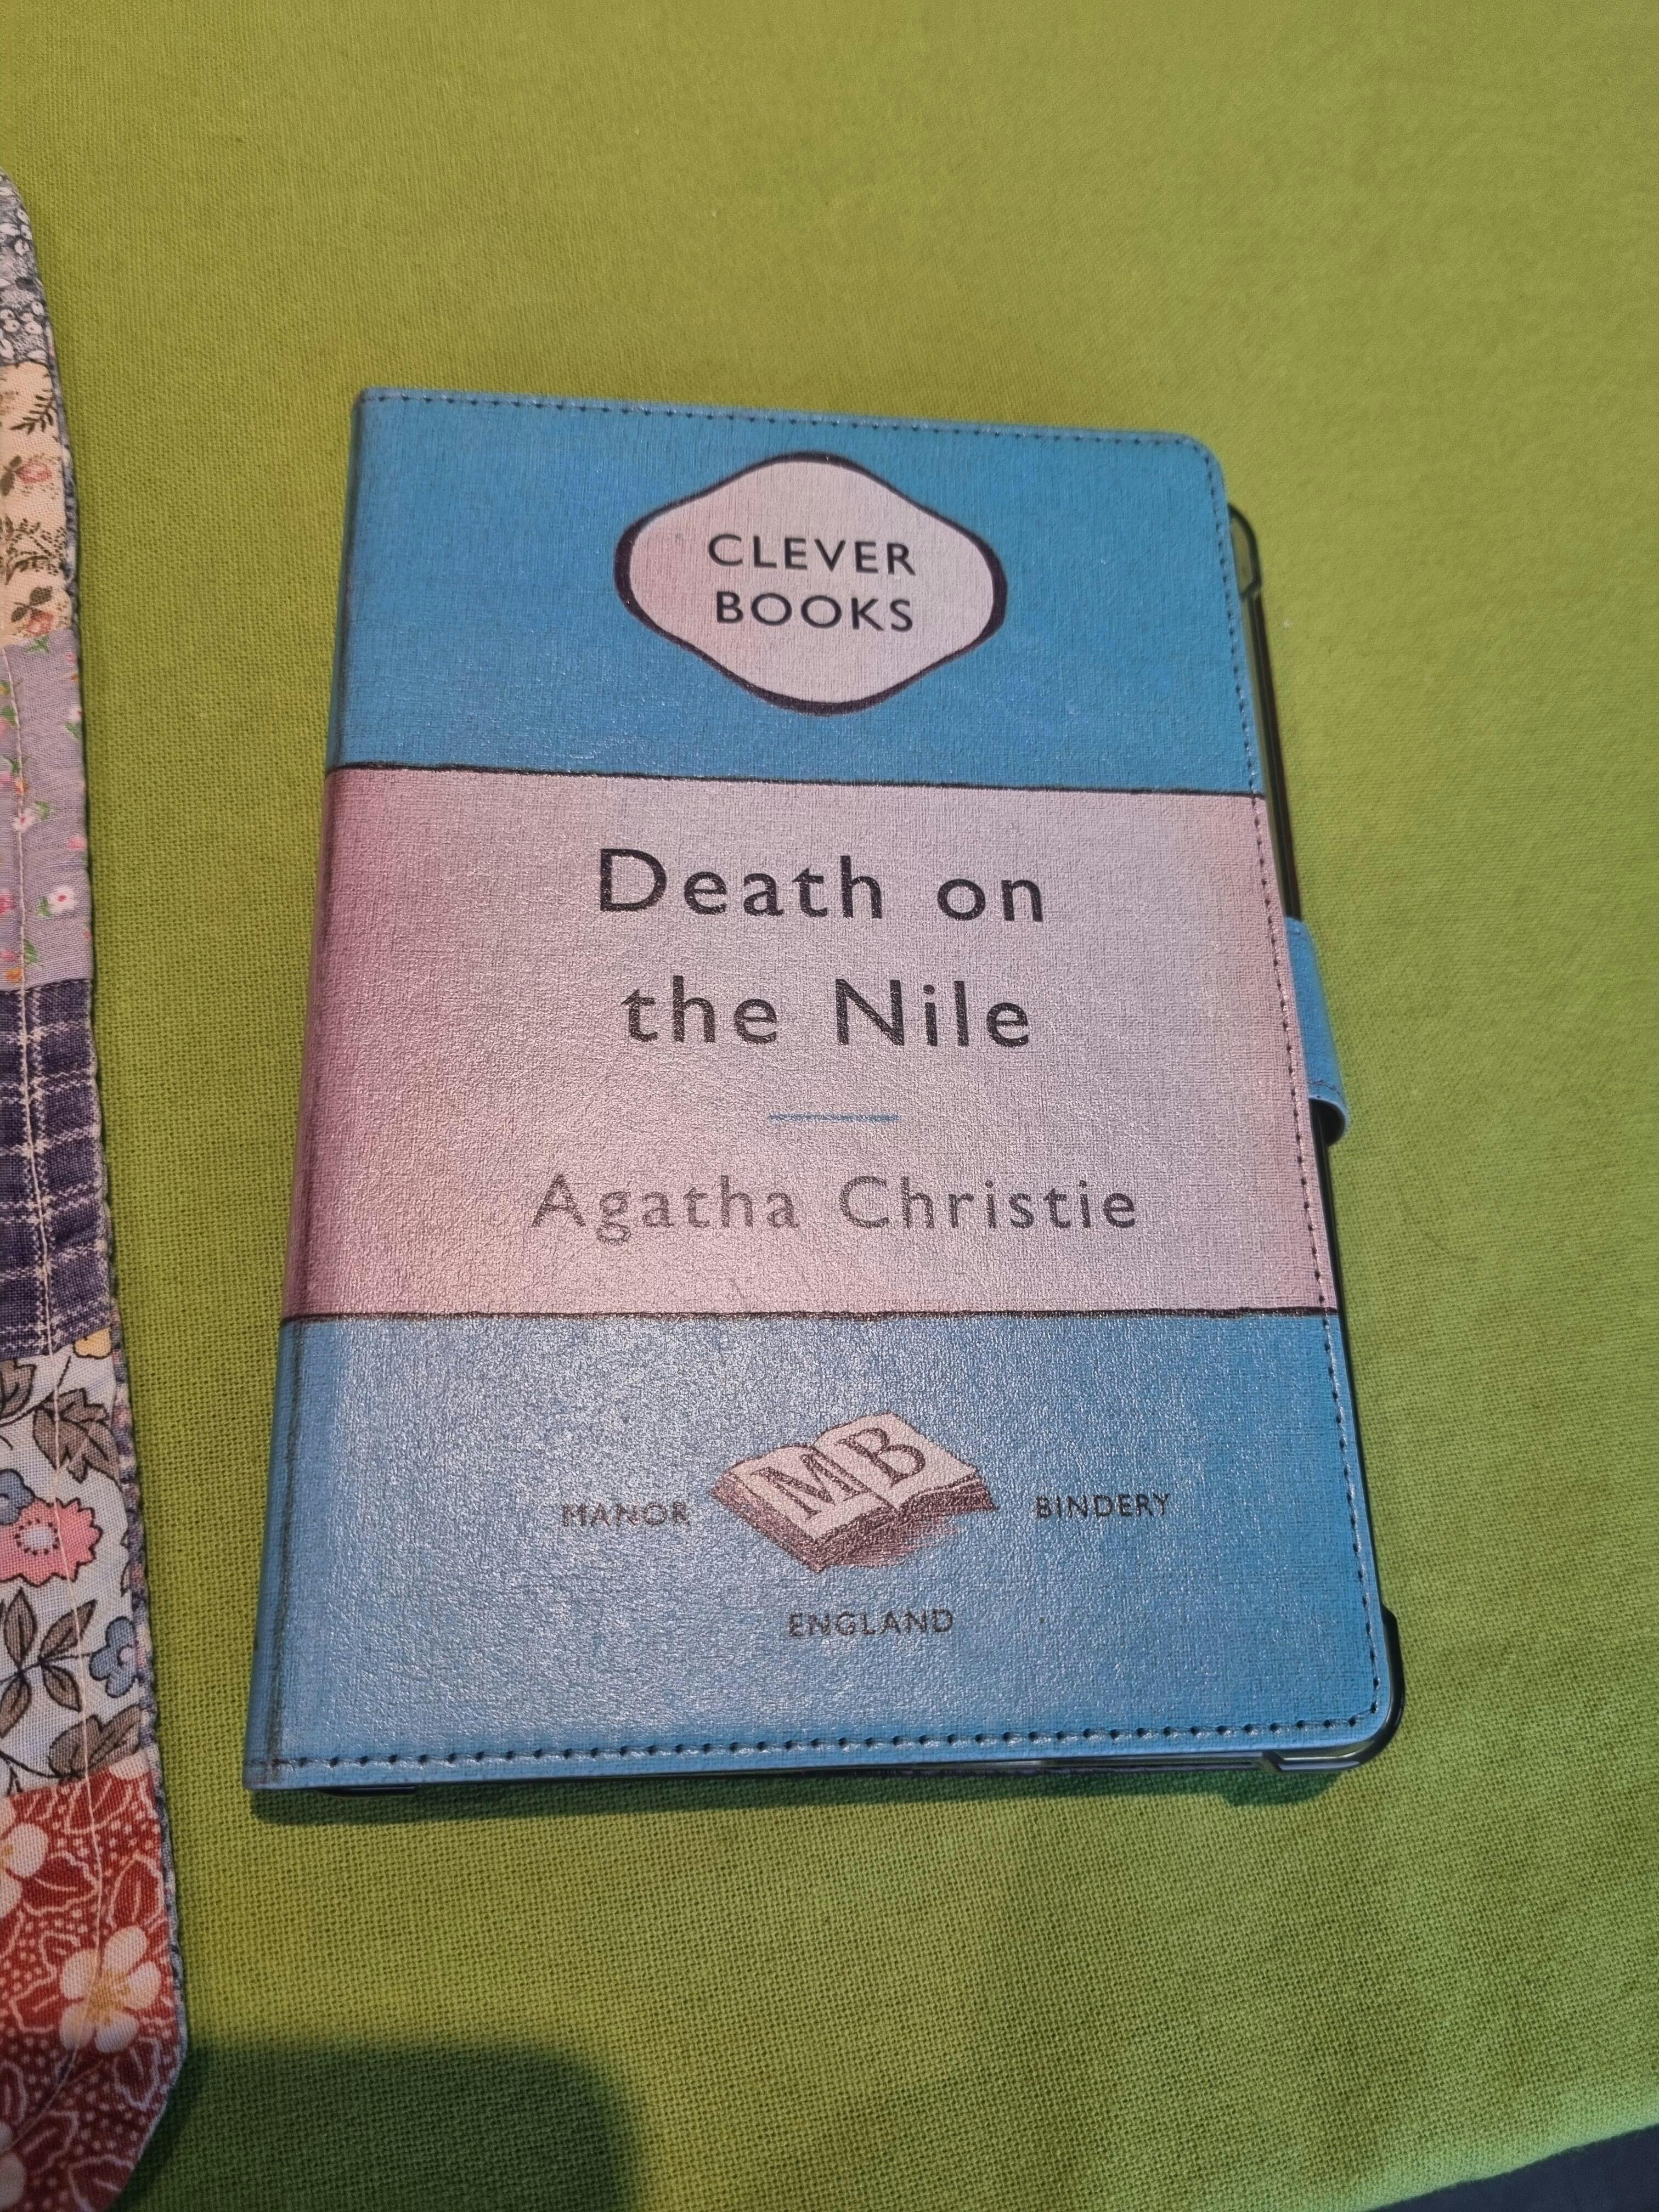 CLEVER
BOOKS
Death on
the Nile
Agatha Christie
MB
MANOR BINDERY
ENGLAND